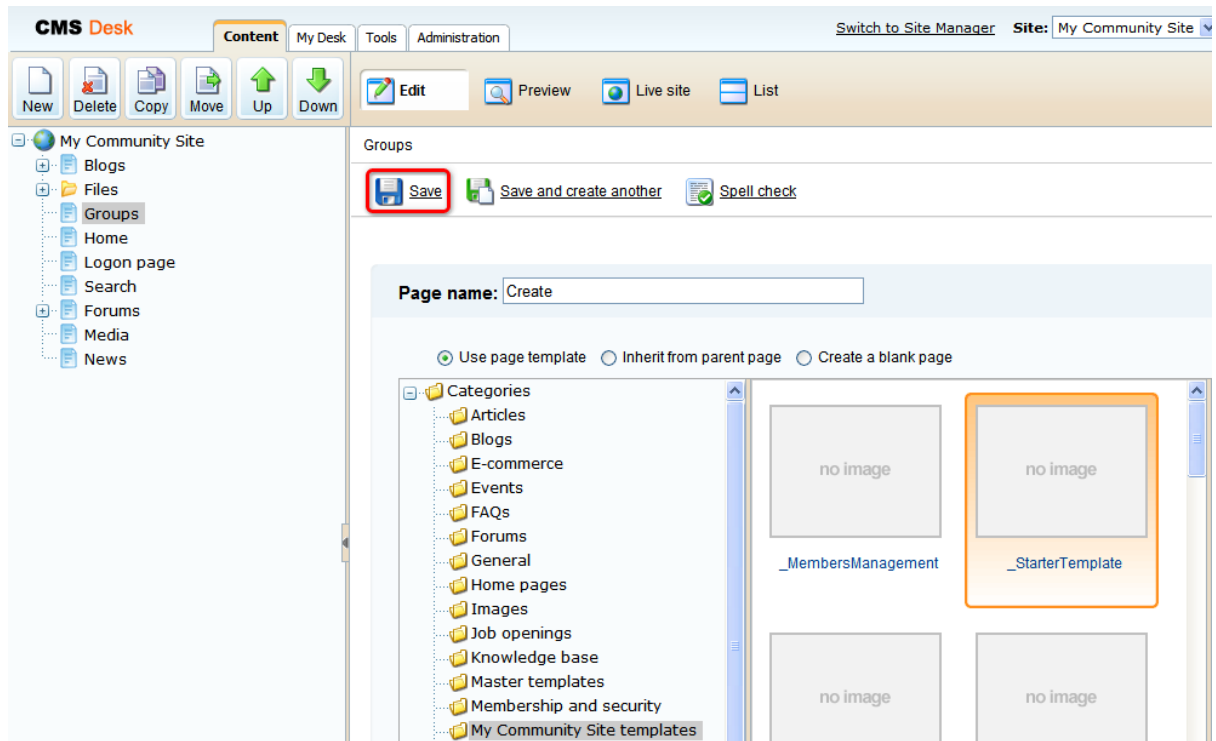 CMS Desk
Content
My Desk
Tools
Administration
Switch to Site Manager
Site: My Community Site
New
Delete
Copy
Move
Up
Down
Edit
Preview
Live site
List
My Community Site
Blogs
Files
Groups
Home
Logon page
Search
Forums
Media
News
Groups
Save
Save and create another
Spell check
Page name: Create
Use page template
Inherit from parent page
Create a blank page
Categories
Articles
Blogs
E-commerce
Events
FAQs
Forums
General
Home pages
Images
Job openings
Knowledge base
Master templates
Membership and security
My Community Site templates
no image
no image
_MembersManagement
_StarterTemplate
no image
no image